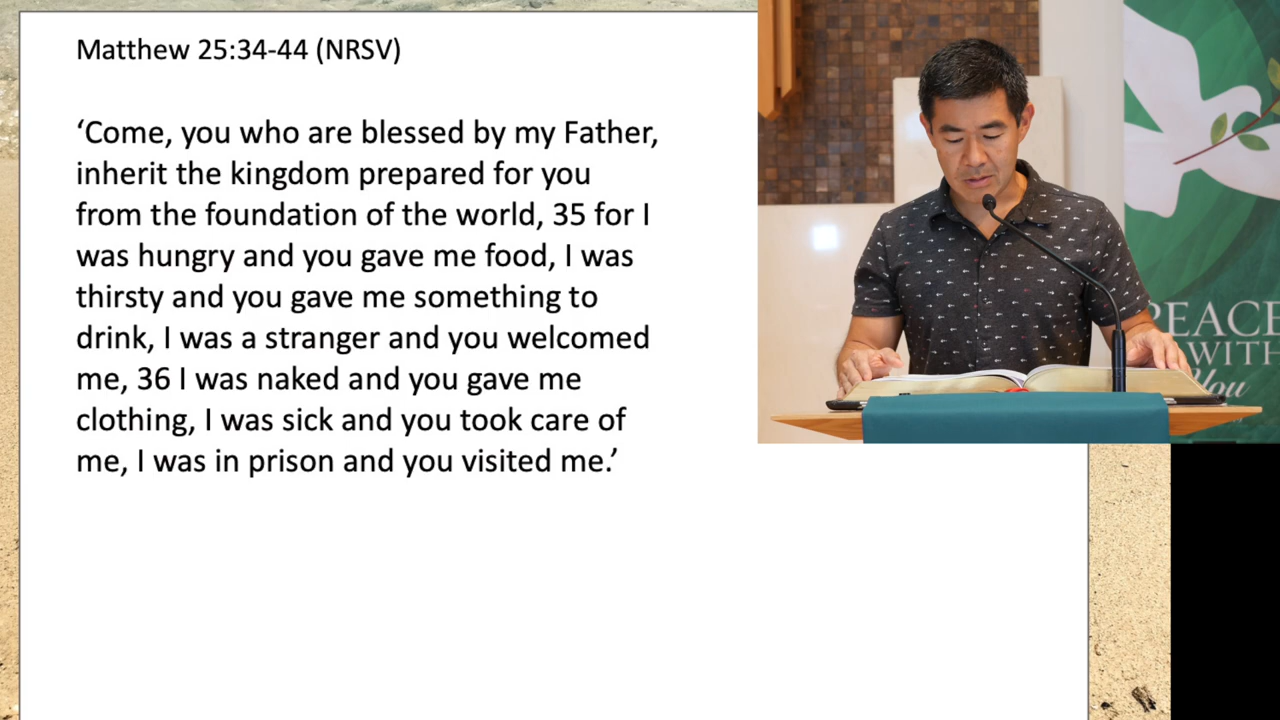 Matthew 25:34-44 (NRSV)
‘Come, you who are blessed by my Father,
inherit the kingdom prepared for you
from the foundation of the world, 35 for I
was hungry and you gave me food, I was
thirsty and you gave me something to
drink, I was a stranger and you welcomed
me, 36 I was naked and you gave me
clothing, I was sick and you took care of
me, I was in prison and you visited me.’
PEACE
WITH
You